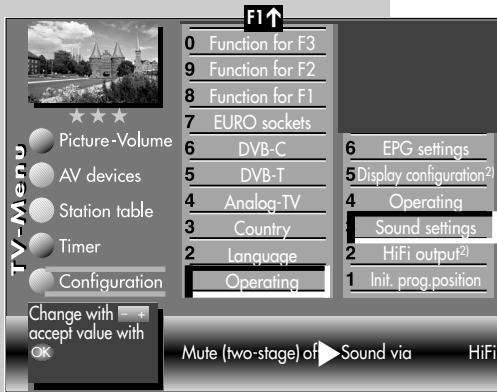 F1↑
TV-Menu
Picture-Volume
AV devices
Station table
Timer
Configuration
0 Function for F3
9 Function for F2
8 Function for F1
7 EURO sockets
6 DVB-C
5 DVB-T
4 Analog-TV
3 Country
2 Language
Operating
6 EPG settings
5 Display configuration2)
4 Operating
Sound settings
2 HiFi output2)
1 Init. prog.position
Change with - +
accept value with
OK
Mute (two-stage) of Sound via HiFi